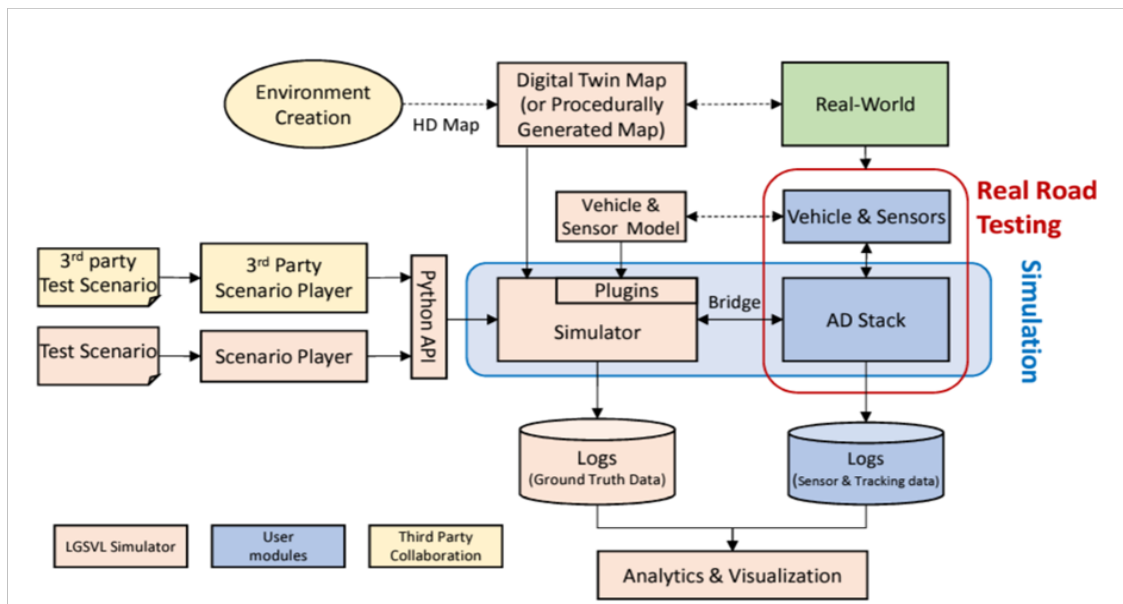 Environment
Creation
HD Map
Digital Twin Map
(or Procedurally
Generated Map)
Real-World
Real Road
Testing
Vehicle &
Sensor Model
Vehicle & Sensors
3rd party
Test Scenario
3rd Party
Scenario Player
Python API
Plugins
Simulator
Bridge
AD Stack
Simulation
Test Scenario
Scenario Player
Logs
(Ground Truth Data)
Logs
(Sensor & Tracking data)
LGSVL Simulator
User
modules
Third Party
Collaboration
Analytics & Visualization